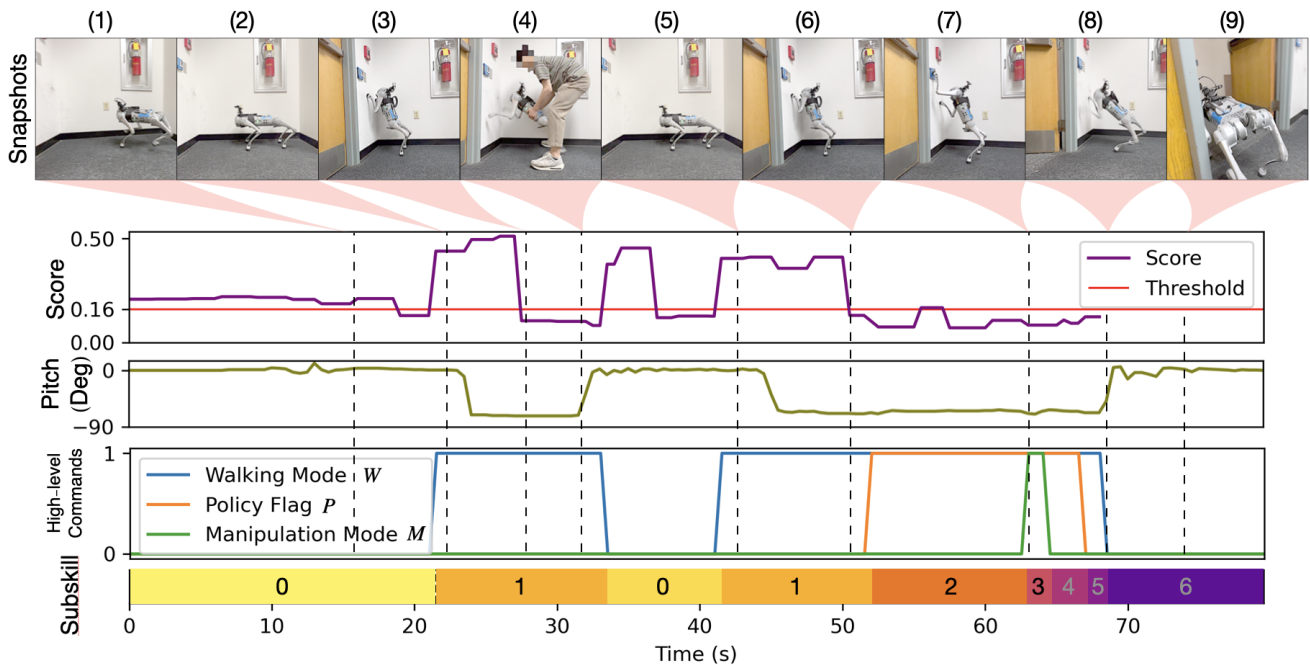 (1) (2) (3) (4) (5) (6) (7) (8) (9)
Snapshots
0.50
0.16
0.00
Score
Score
Threshold
0
−90
Pitch
(Deg)
1
0
High-level
Commands
Walking Mode W
Policy Flag P
Manipulation Mode M
Subskill
0 1 0 1 2 3 4 5 6
0 10 20 30 40 50 60 70
Time (s)